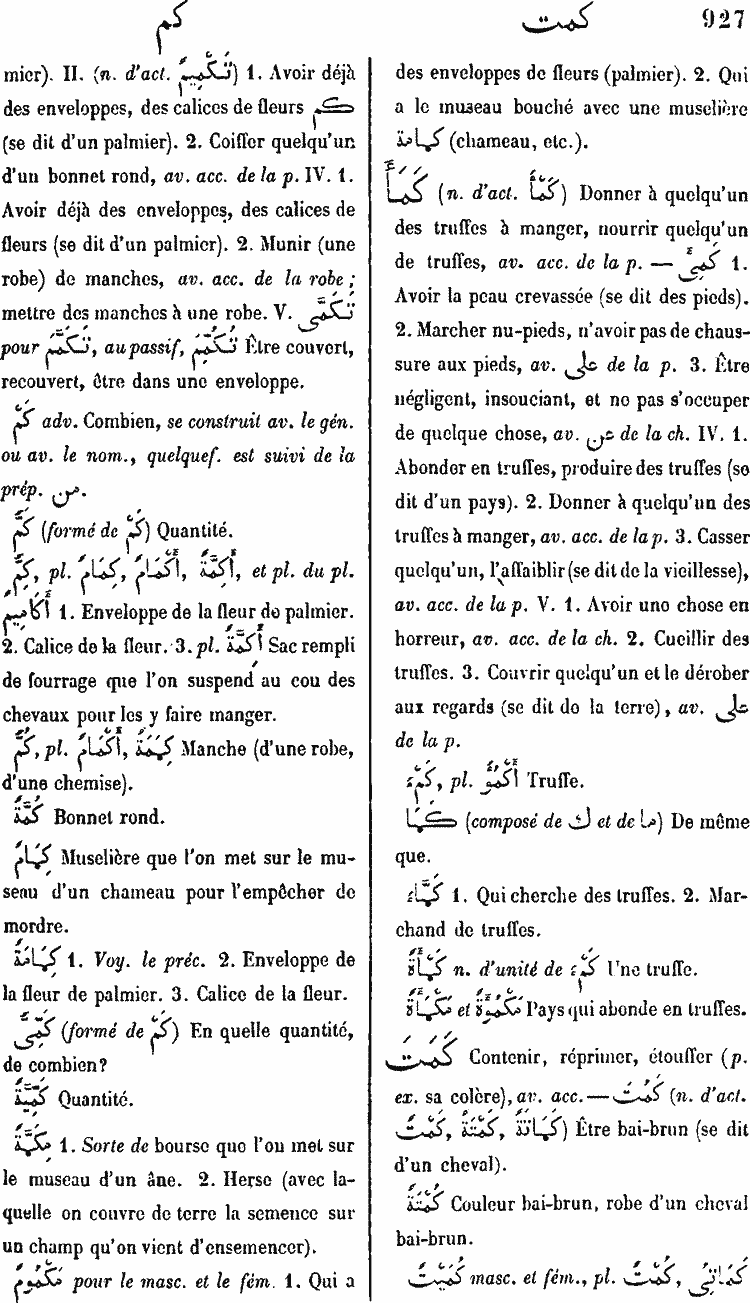 كم
كمت
927
mier). II. (n. d'act. تَكْمِيمٌ) 1. Avoir déjà
des enveloppes, des calices de fleurs كم
(se dit d'un palmier). 2. Coiffer quelqu'un
d'un bonnet rond, av. acc. de la p. IV. 1.
Avoir déjà des enveloppes, des calices de
fleurs (se dit d'un palmier). 2. Munir (une
robe) de manches, av. acc. de la robe;
mettre des manches à une robe. V. تَكَمَّى
pour تَكَمَّمَ, au passif, تُكُمِّمَ Être couvert,
recouvert, être dans une enveloppe.
كَمْ adv. Combien, se construit av. le gén.
ou av. le nom., quelquef. est suivi de la
prép. من.
كَمٌّ (formé de كَمْ) Quantité.
كِمٌّ, pl. كِمَامٌ, أَكْمَامٌ, أَكِمَّةٌ, et pl. du pl.
أَكَامِيمُ 1. Enveloppe de la fleur de palmier.
2. Calice de la fleur. 3. pl. أَكِمَّةٌ Sac rempli
de fourrage que l'on suspend au cou des
chevaux pour les y faire manger.
كُمٌّ, pl. أَكْمَامٌ, كِمَمَةٌ Manche (d'une robe,
d'une chemise).
كُمَّةٌ Bonnet rond.
كِمَامٌ Muselière que l'on met sur le mu-
seau d'un chameau pour l'empêcher de
mordre.
كِمَامَةٌ 1. Voy. le préc. 2. Enveloppe de
la fleur de palmier. 3. Calice de la fleur.
كَمِّىٌّ (formé de كَمْ) En quelle quantité,
de combien?
كَمِّيَّةٌ Quantité.
مِكَمَّةٌ 1. Sorte de bourse que l'on met sur
le museau d'un âne. 2. Herse (avec la-
quelle on couvre de terre la semence sur
un champ qu'on vient d'ensemencer).
مَكْمُومٌ pour le masc. et le fém. 1. Qui a
des enveloppes de fleurs (palmier). 2. Qui
a le museau bouché avec une muselière
كمامة (chameau, etc.).
كَمَأَ (n. d'act. كَمْأٌ) Donner à quelqu'un
des truffes à manger, nourrir quelqu'un
de truffes, av. acc. de la p. — كَمِئَ 1.
Avoir la peau crevassée (se dit des pieds).
2. Marcher nu-pieds, n'avoir pas de chaus-
sure aux pieds, av. على de la p. 3. Être
négligent, insouciant, et ne pas s'occuper
de quelque chose, av. عن de la ch. IV. 1.
Abonder en truffes, produire des truffes (se
dit d'un pays). 2. Donner à quelqu'un des
truffes à manger, av. acc. de la p. 3. Casser
quelqu'un, l'affaiblir (se dit de la vieillesse),
av. acc. de la p. V. 1. Avoir une chose en
horreur, av. acc. de la ch. 2. Cueillir des
truffes. 3. Couvrir quelqu'un et le dérober
aux regards (se dit de la terre), av. على
de la p.
كَمْءٌ, pl. أَكْمُؤٌ Truffe.
كَمَا (composé de ك et de ما) De même
que.
كَمَّاءٌ 1. Qui cherche des truffes. 2. Mar-
chand de truffes.
كَمْأَةٌ n. d'unité de كَمْءٌ Une truffe.
مَكْمَأَةٌ et مَكْمُؤَةٌ Pays qui abonde en truffes.
كَمَتَ Contenir, réprimer, étouffer (p.
ex. sa colère), av. acc. — كَمُتَ (n. d'act.
كَمْتٌ, كُمْتَةٌ, كَمَاتَةٌ) Être bai-brun (se dit
d'un cheval).
كُمْتَةٌ Couleur bai-brun, robe d'un cheval
bai-brun.
كُمَيْتٌ masc. et fém., pl. كُمْتٌ, كَمَاتِىُّ